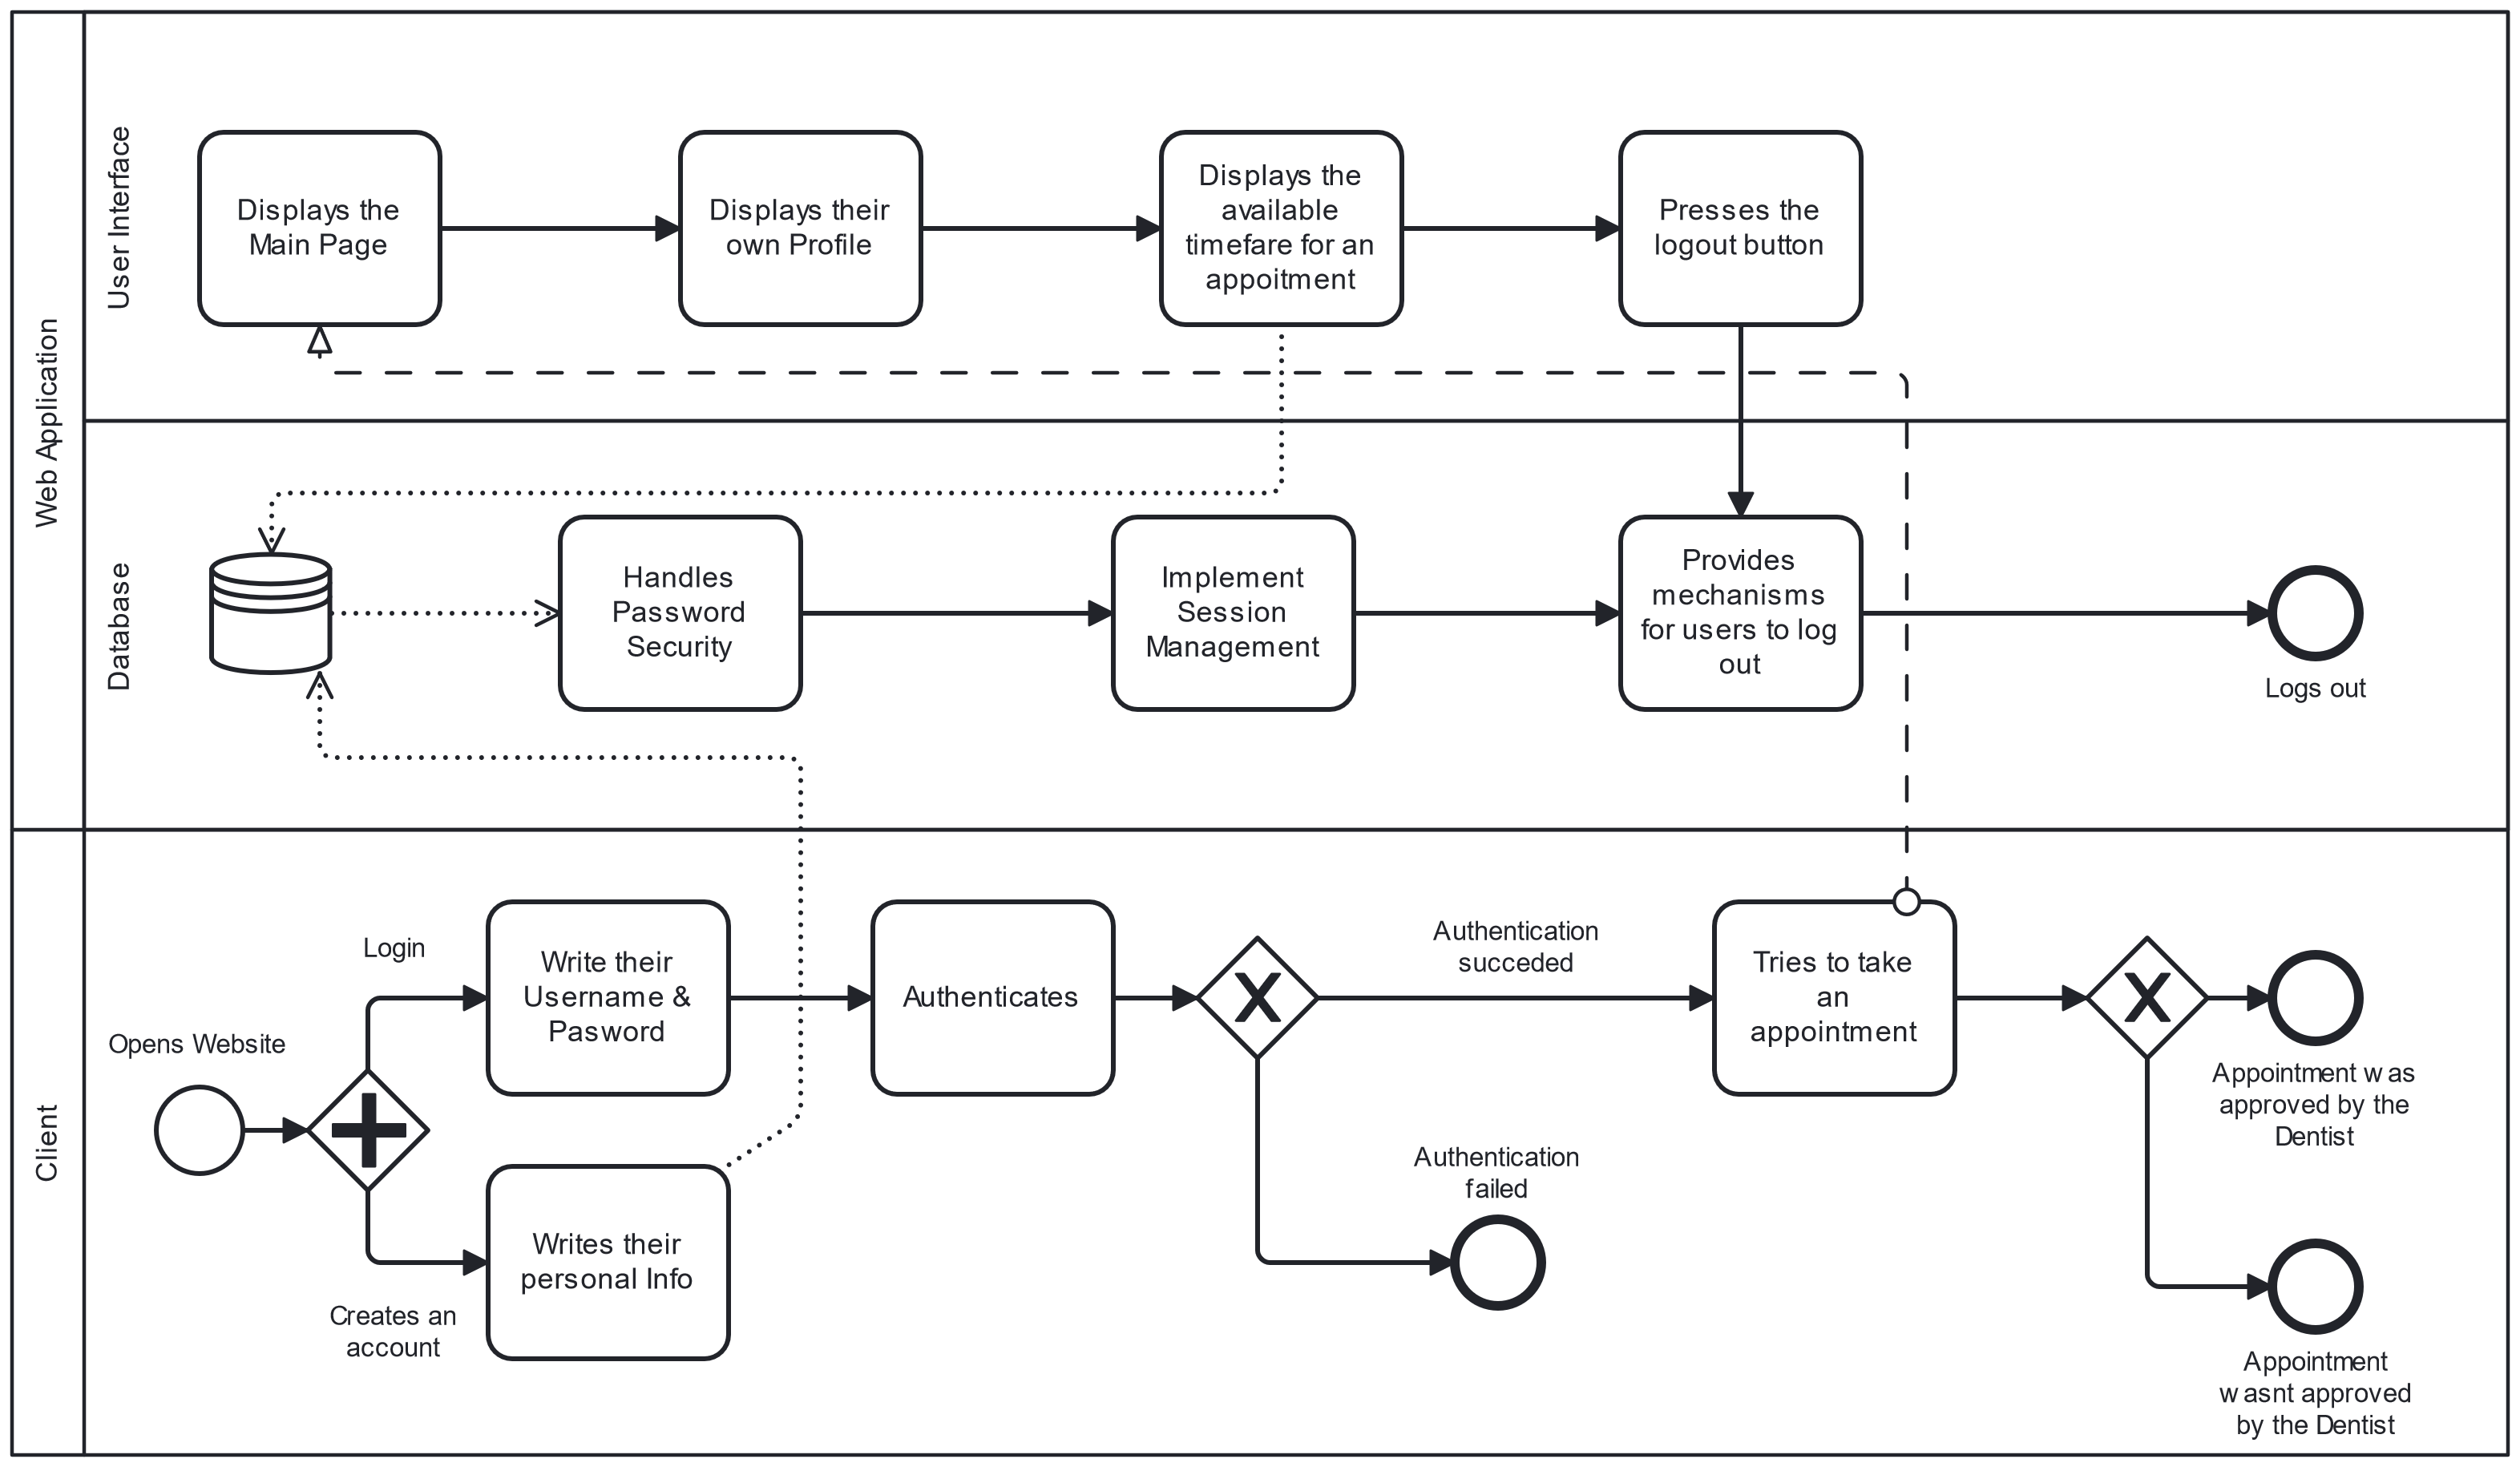 Web Application
User Interface
Displays the
Main Page
Displays their
own Profile
Displays the
available
timefare for an
appoitment
Presses the
logout button
Database
Handles
Password
Security
Implement
Session
Management
Provides
mechanisms
for users to log
out
Logs out
Client
Opens Website
Login
Write their
Username &
Pasword
Creates an
account
Writes their
personal Info
Authenticates
Authentication
succeded
Authentication
failed
Tries to take
an
appointment
Appointment was
approved by the
Dentist
Appointment
wasnt approved
by the Dentist